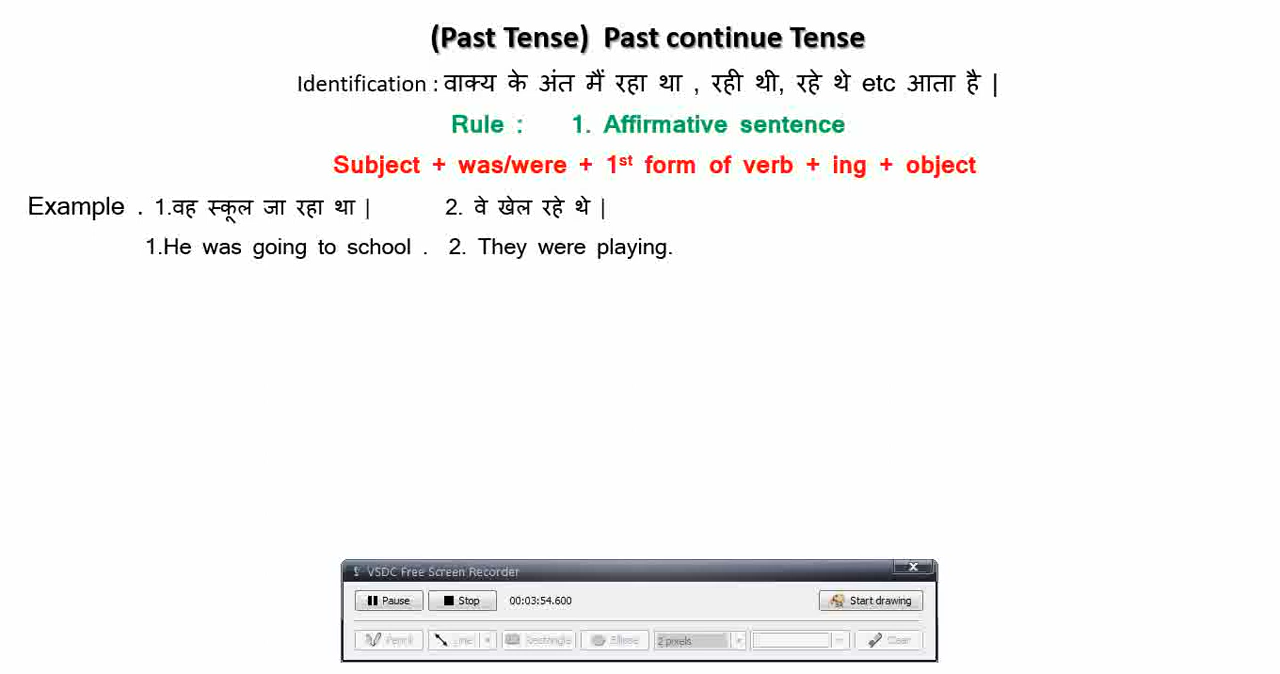 (Past Tense) Past continue Tense
Identification : वाक्य के अंत मैं रहा था , रही थी, रहे थे etc आता है |
Rule : 1. Affirmative sentence
Subject + was/were + 1st form of verb + ing + object
Example . 1.वह स्कूल जा रहा था | 2. वे खेल रहे थे |
1.He was going to school . 2. They were playing.
VSDC Free Screen Recorder
Pause Stop 00:03:54.600 Start drawing
Pencil Line Rectangle Ellipse 2 pixels Clear